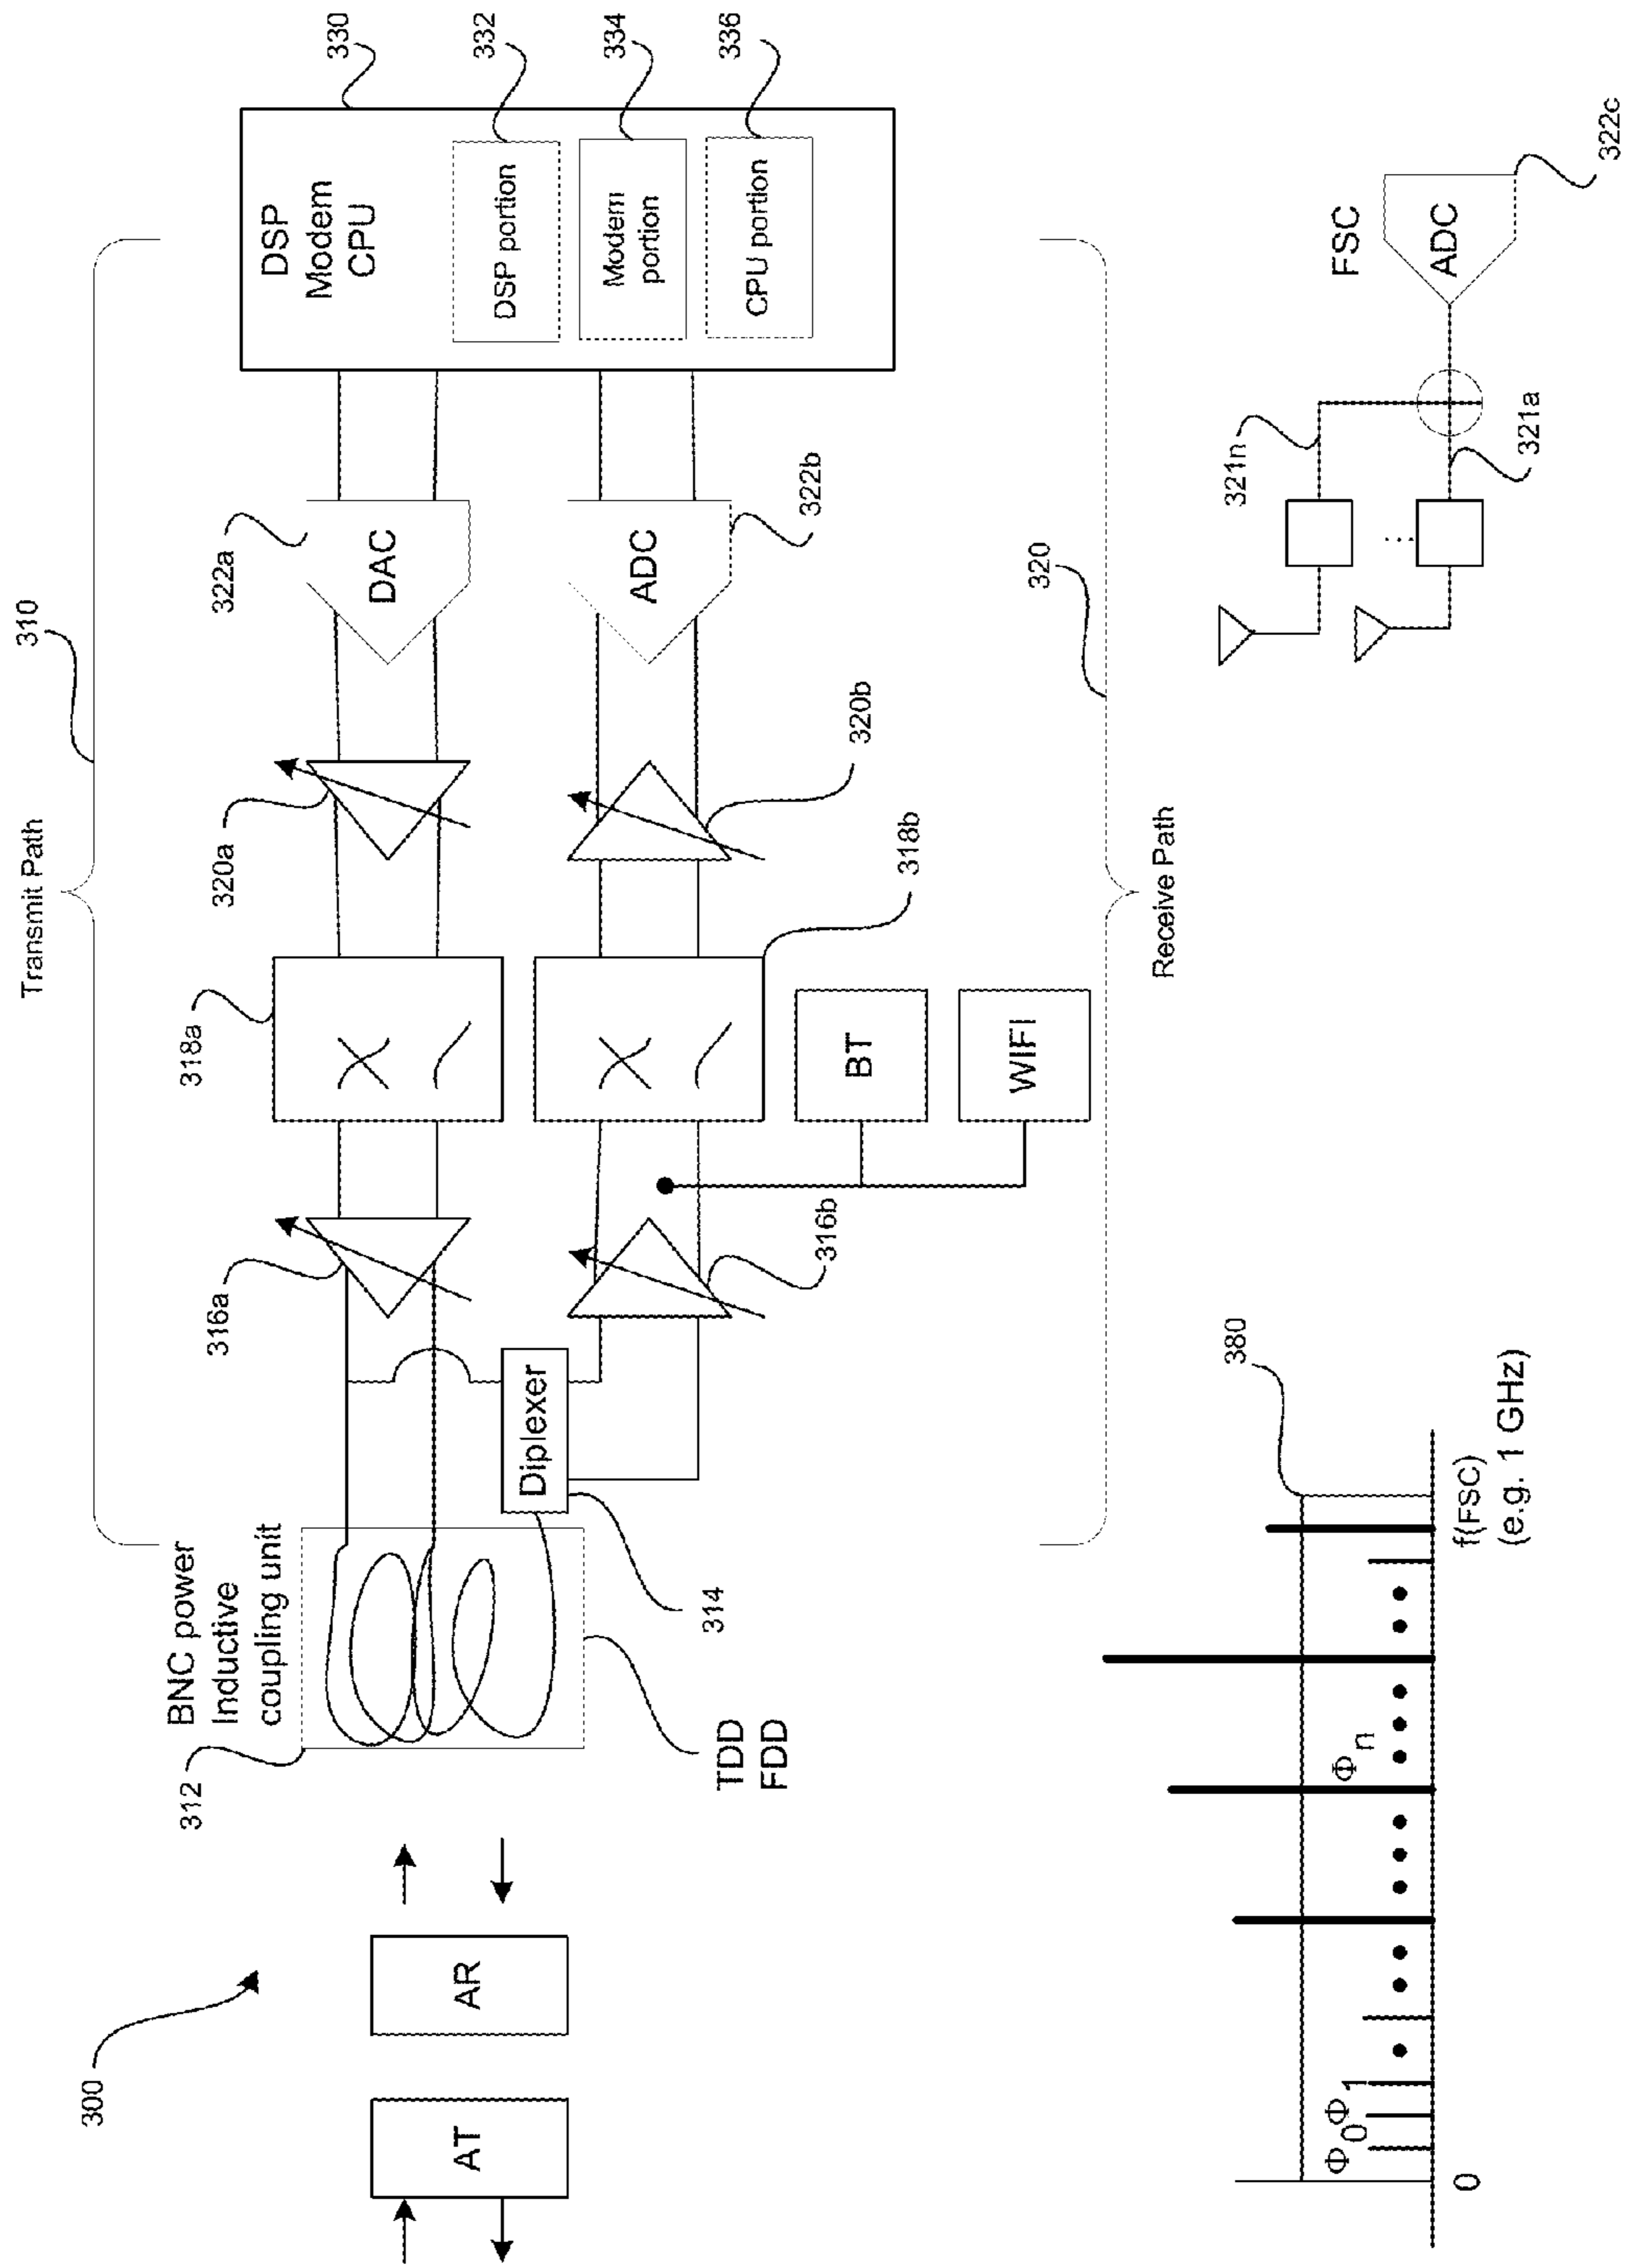 Transmit Path
310
300
AT
AR
312
BNC power
Inductive
coupling unit
TDD
FDD
314
Diplexer
316a
316b
318a
318b
BT
WIFI
320a
320b
322a
DAC
ADC
322b
DSP
Modem
CPU
DSP portion
Modem
portion
CPU portion
330
332
334
336
320
Receive Path
380
Φ0
Φ1
Φn
0
f(FSC)
(e.g. 1 GHz)
321n
321a
FSC
ADC
322c